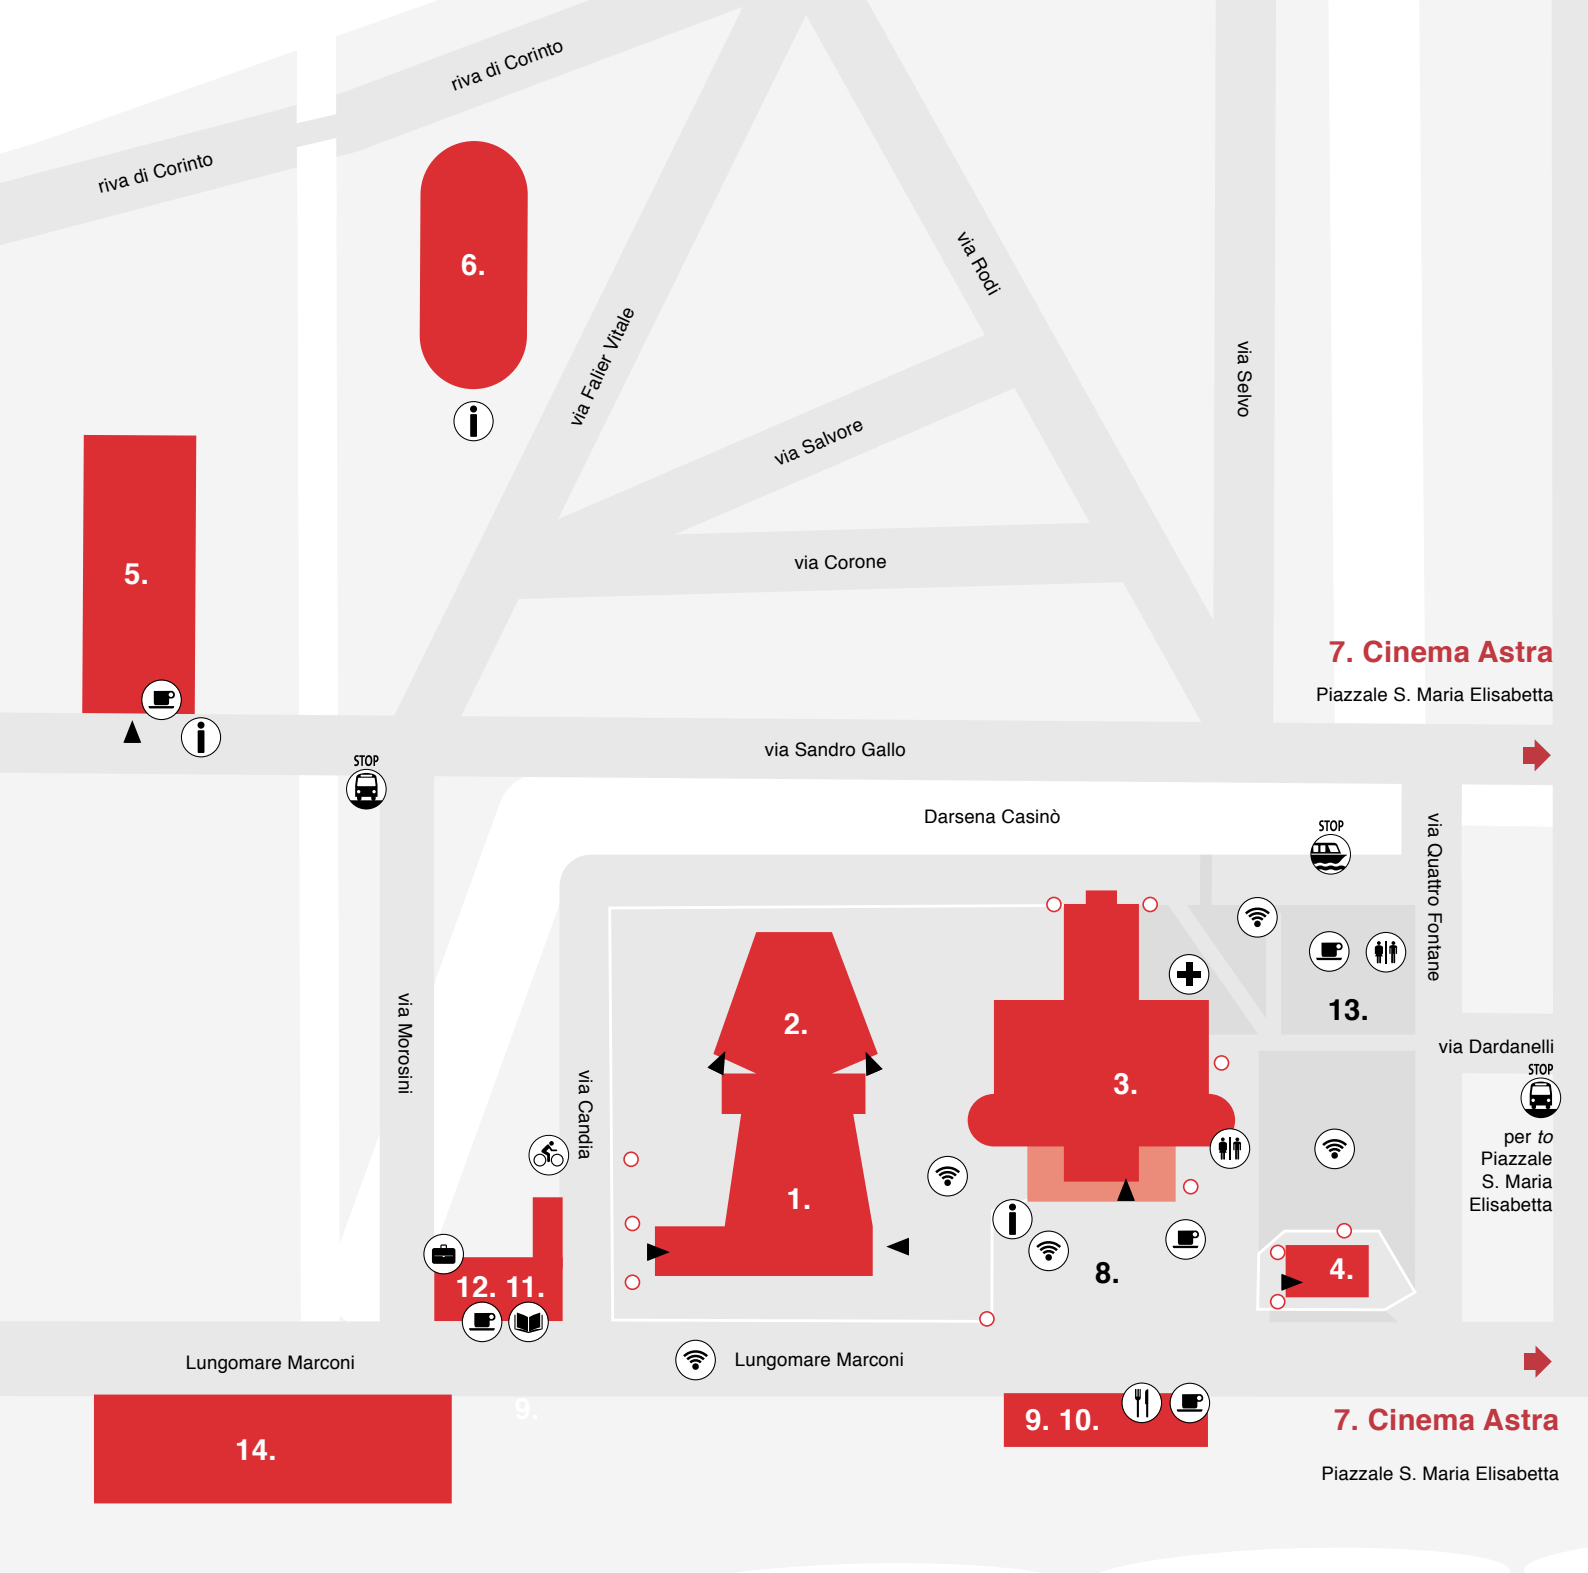 riva di Corinto
riva di Corinto
6.
via Rodi
via Falier Vitale
via Selvo
via Salvore
5.
via Corone
7. Cinema Astra
Piazzale S. Maria Elisabetta
via Sandro Gallo
STOP
Darsena Casinò
STOP
via Quattro Fontane
13.
2.
via Morosini
via Dardanelli
STOP
3.
via Candia
per to
Piazzale
S. Maria
Elisabetta
1.
8.
4.
12. 11.
Lungomare Marconi
Lungomare Marconi
9.
9. 10.
7. Cinema Astra
14.
Piazzale S. Maria Elisabetta